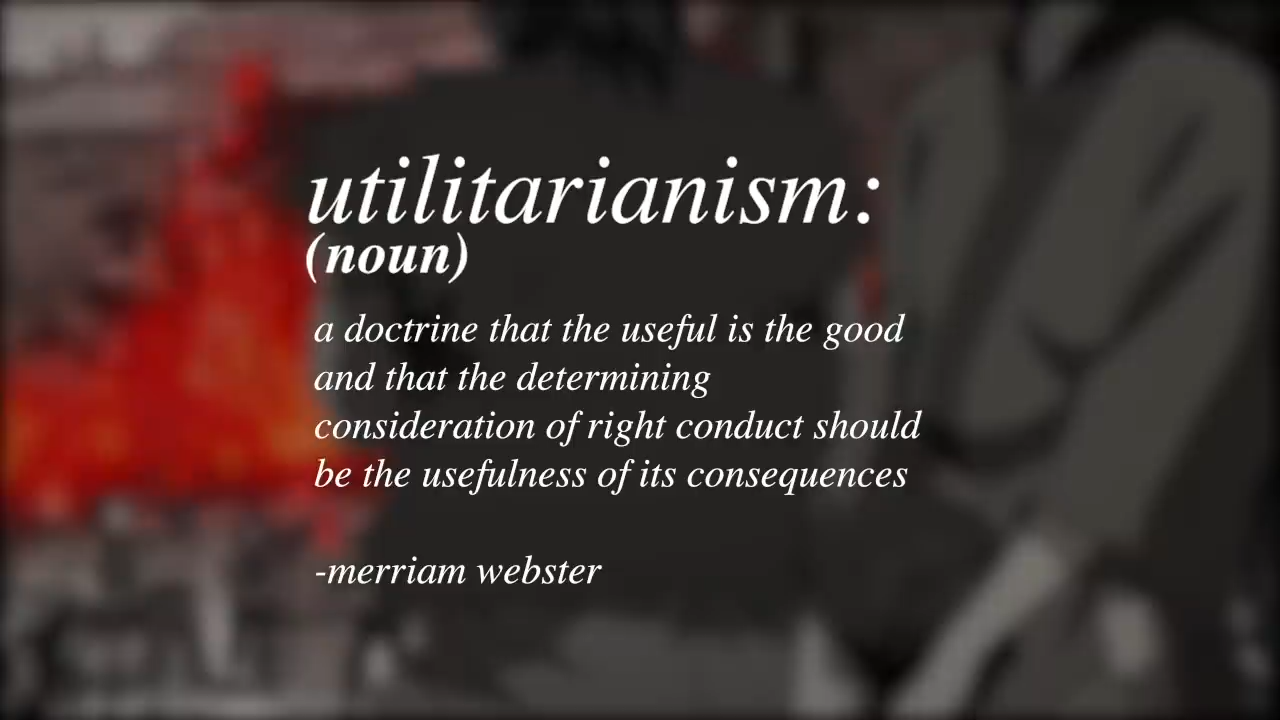 utilitarianism:
(noun)
a doctrine that the useful is the good
and that the determining
consideration of right conduct should
be the usefulness of its consequences
-merriam webster